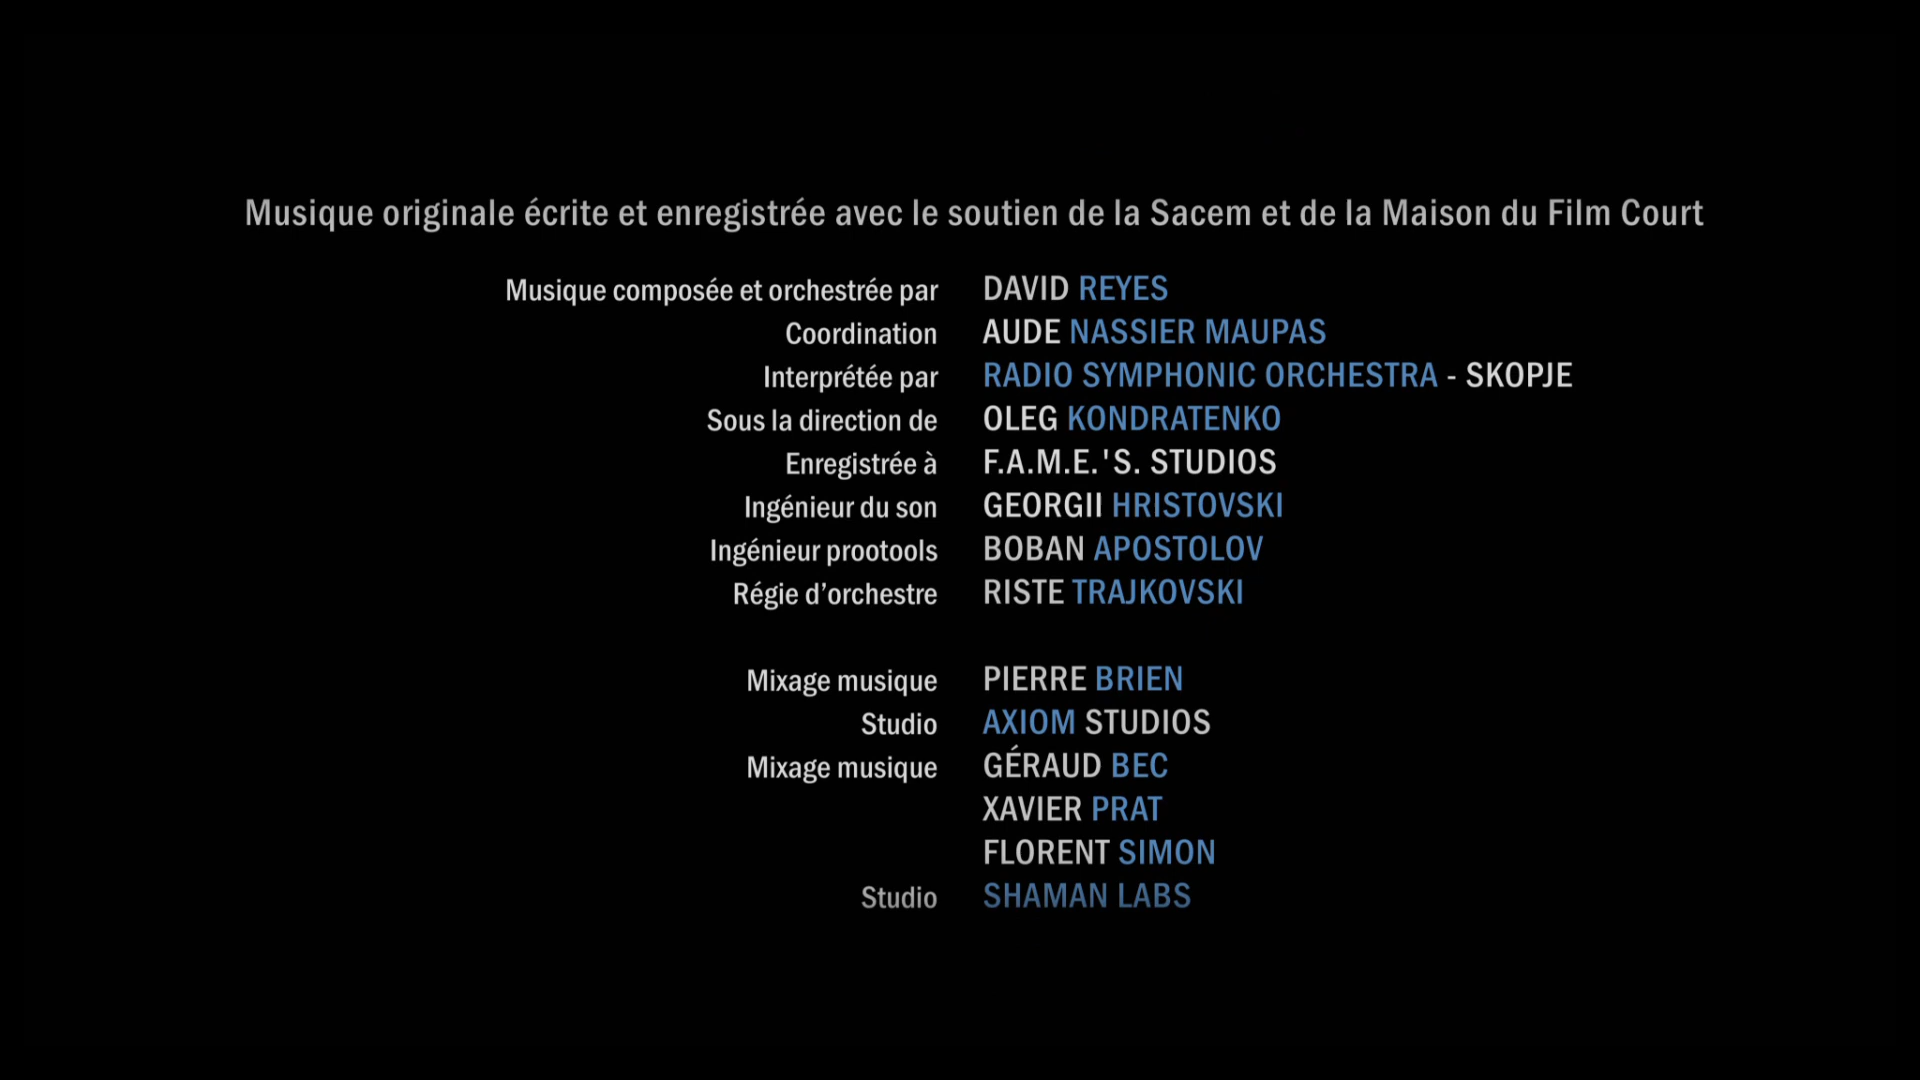 Musique originale écrite et enregistrée avec le soutien de la Sacem et de la Maison du Film Court
Musique composée et orchestrée par DAVID REYES
Coordination AUDE NASSIER MAUPAS
Interprétée par RADIO SYMPHONIC ORCHESTRA - SKOPJE
Sous la direction de OLEG KONDRATENKO
Enregistrée à F.A.M.E.'S. STUDIOS
Ingénieur du son GEORGII HRISTOVSKI
Ingénieur prootools BOBAN APOSTOLOV
Régie d’orchestre RISTE TRAJKOVSKI
Mixage musique PIERRE BRIEN
Studio AXIOM STUDIOS
Mixage musique GÉRAUD BEC
XAVIER PRAT
FLORENT SIMON
Studio SHAMAN LABS